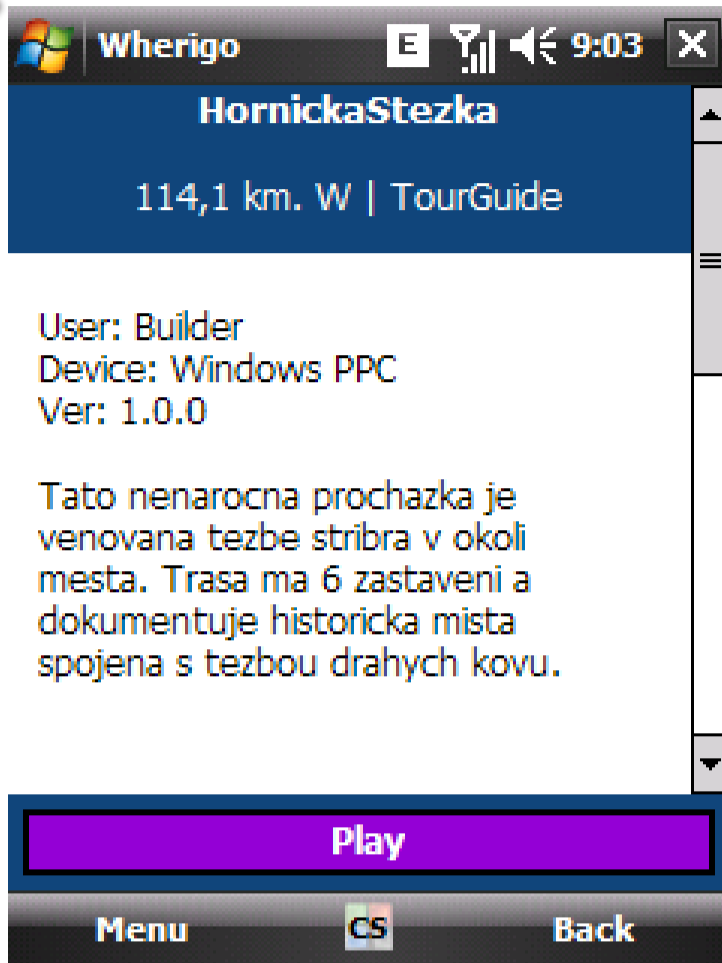 Wherigo E 9:03
HornickaStezka
114,1 km. W | TourGuide
User: Builder
Device: Windows PPC
Ver: 1.0.0
Tato nenarocna prochazka je
venovana tezbe stribra v okoli
mesta. Trasa ma 6 zastaveni a
dokumentuje historicka mista
spojena s tezbou drahych kovu.
Play
Menu CS Back